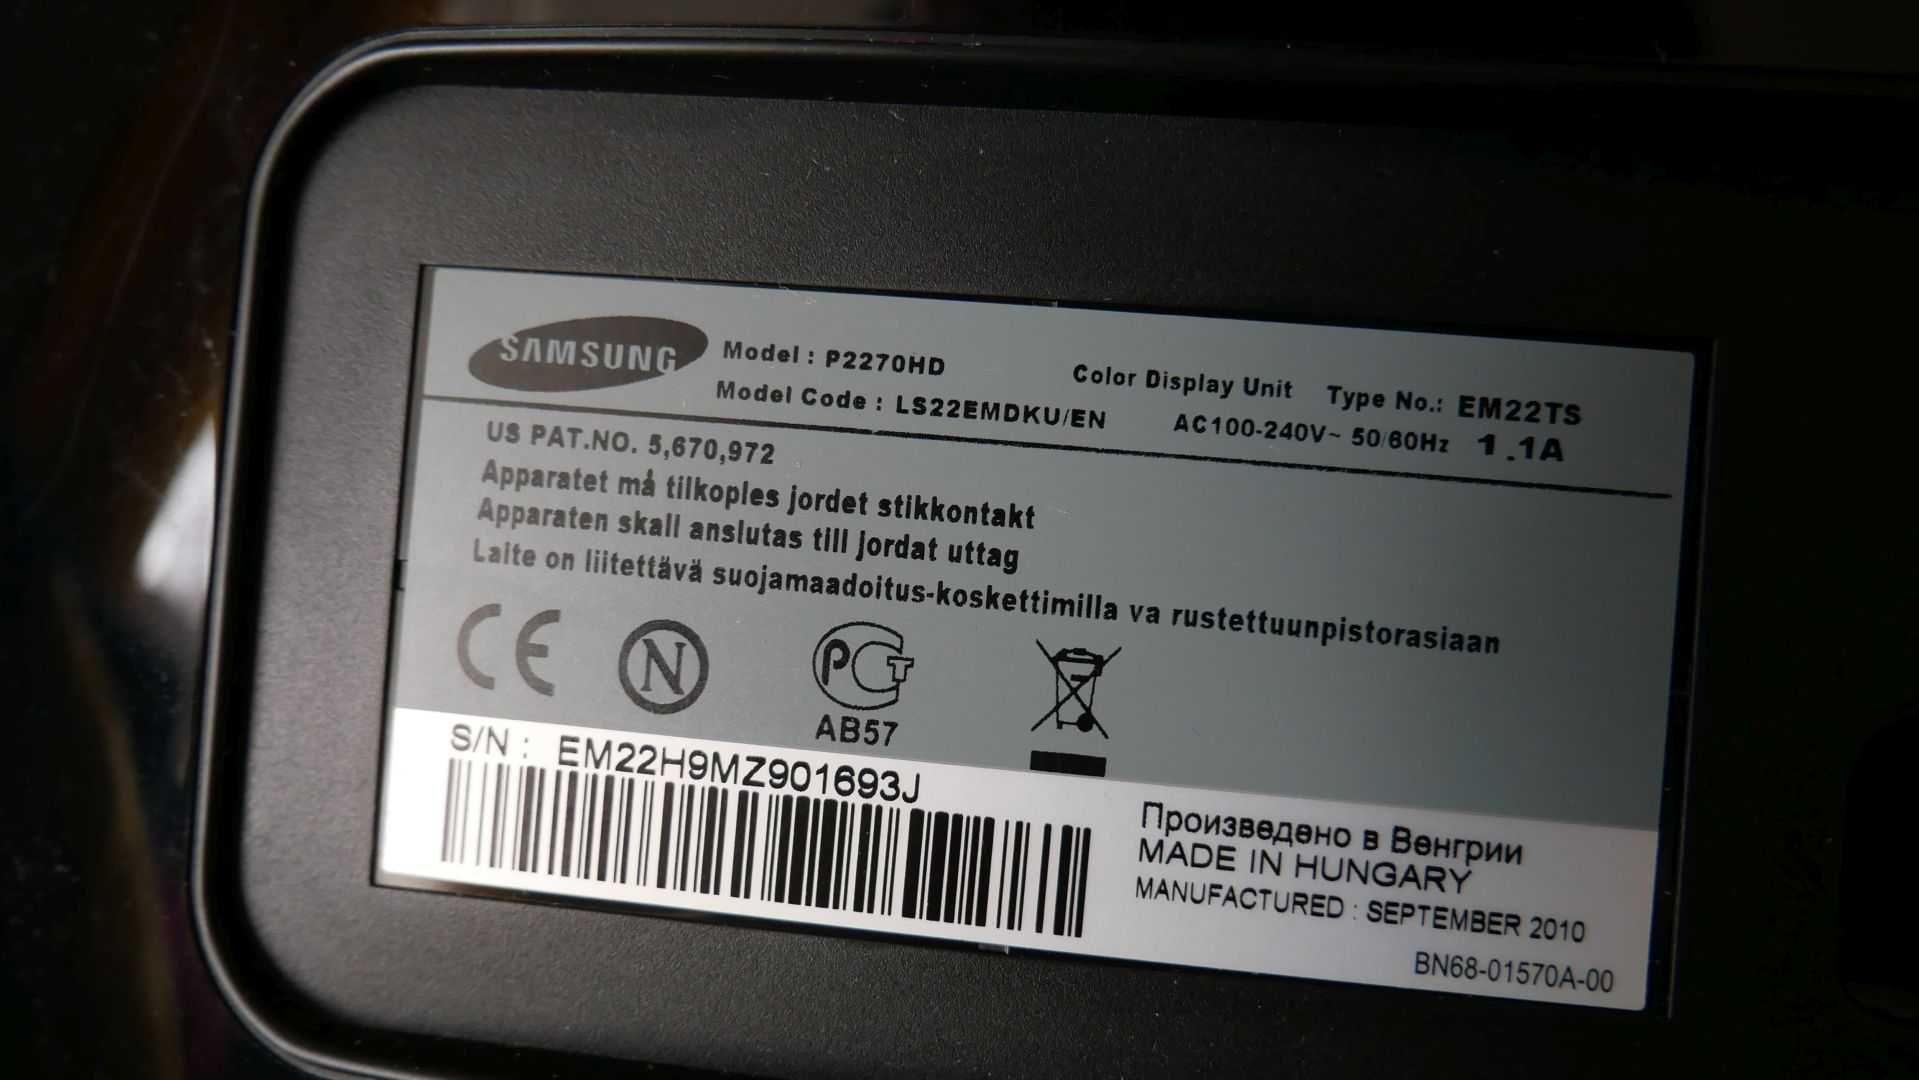 SAMSUNG
Model : P2270HD
Color Display Unit Type No.: EM22TS
Model Code : LS22EMDKU/EN
AC100-240V~ 50/60Hz 1.1A
US PAT.NO. 5,670,972
Apparatet må tilkoples jordet stikkontakt
Apparaten skall anslutas till jordat uttag
Laite on liitettävä suojamaadoitus-koskettimilla va rustettuunpistorasiaan
CE
N
РСТ
АВ57
S/N : EM22H9MZ901693J
Произведено в Венгрии
MADE IN HUNGARY
MANUFACTURED : SEPTEMBER 2010
BN68-01570A-00